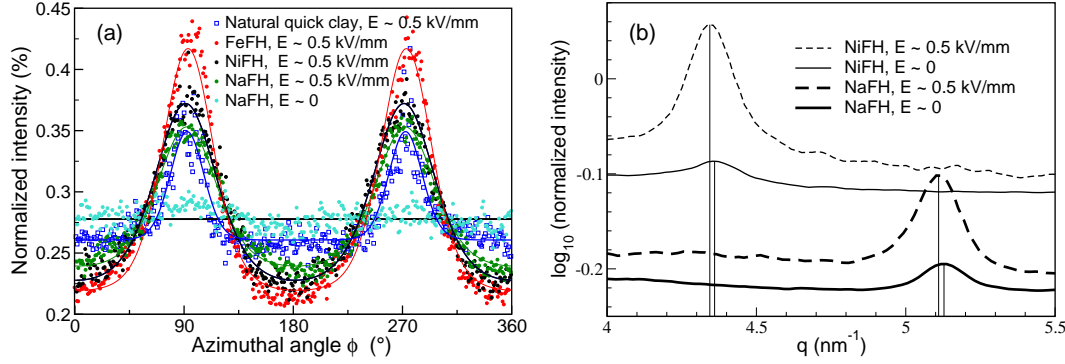 (a)
Normalized intensity (%)
0.45
0.40
0.35
0.30
0.25
0.2
Natural quick clay, E ~ 0.5 kV/mm
FeFH, E ~ 0.5 kV/mm
NiFH, E ~ 0.5 kV/mm
NaFH, E ~ 0.5 kV/mm
NaFH, E ~ 0
0 90 180 270 360
Azimuthal angle ϕ (°)
(b)
log10 (normalized intensity)
0
-0.1
-0.2
NiFH, E ~ 0.5 kV/mm
NiFH, E ~ 0
NaFH, E ~ 0.5 kV/mm
NaFH, E ~ 0
4 4.5 5 5.5
q (nm-1)